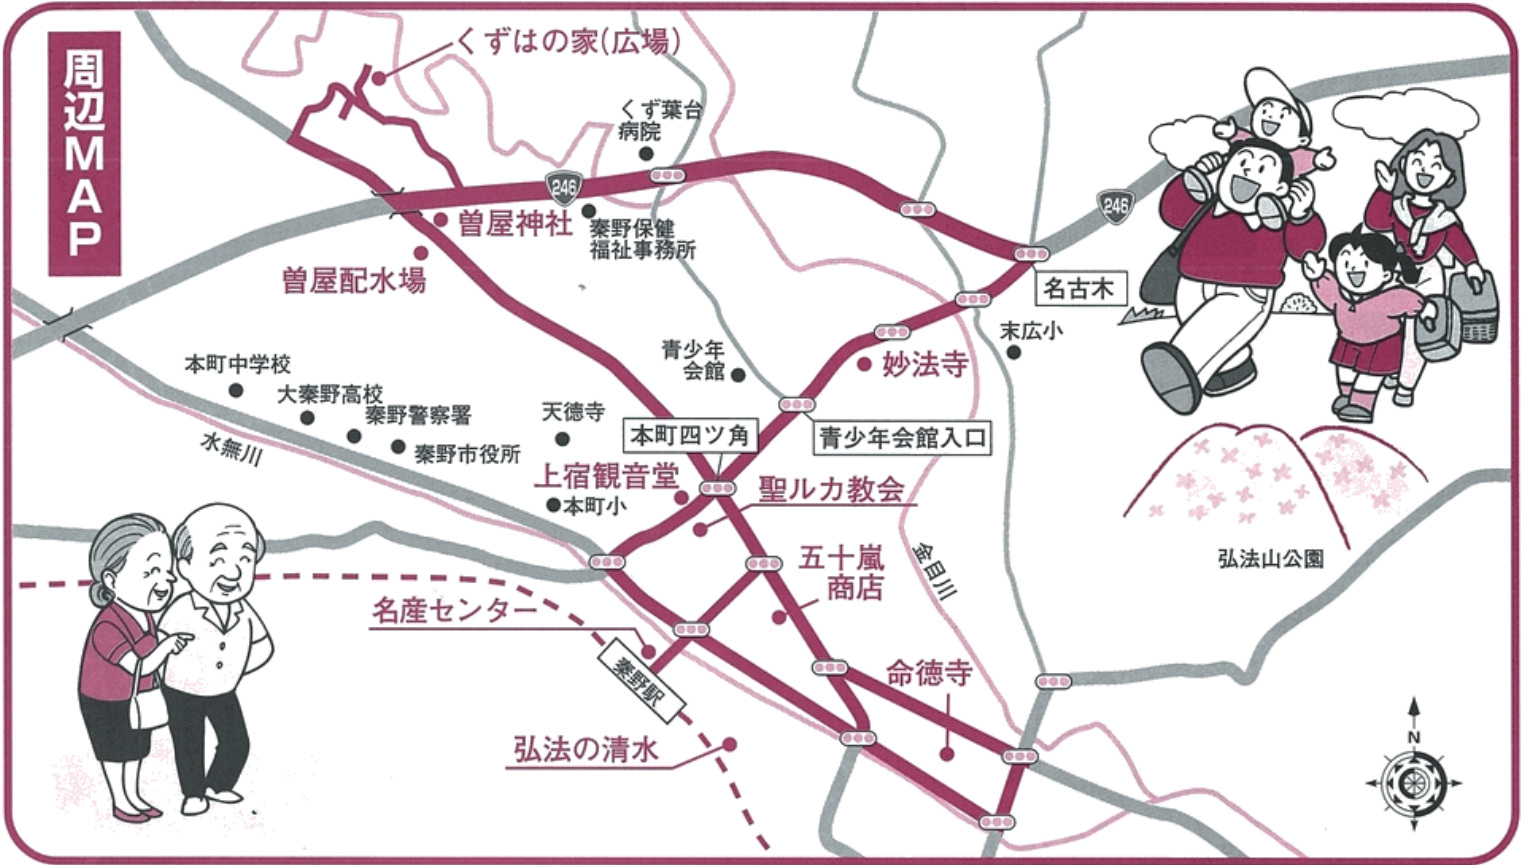 周辺MAP
くずはの家(広場)
くず葉台
病院
246
246
曽屋神社
秦野保健
福祉事務所
曽屋配水場
名古木
末広小
妙法寺
青少年
会館
本町中学校
大秦野高校
秦野警察署
秦野市役所
水無川
天徳寺
本町四ツ角
青少年会館入口
上宿観音堂
本町小
聖ルカ教会
五十嵐
商店
金目川
弘法山公園
名産センター
秦野駅
命徳寺
弘法の清水
N